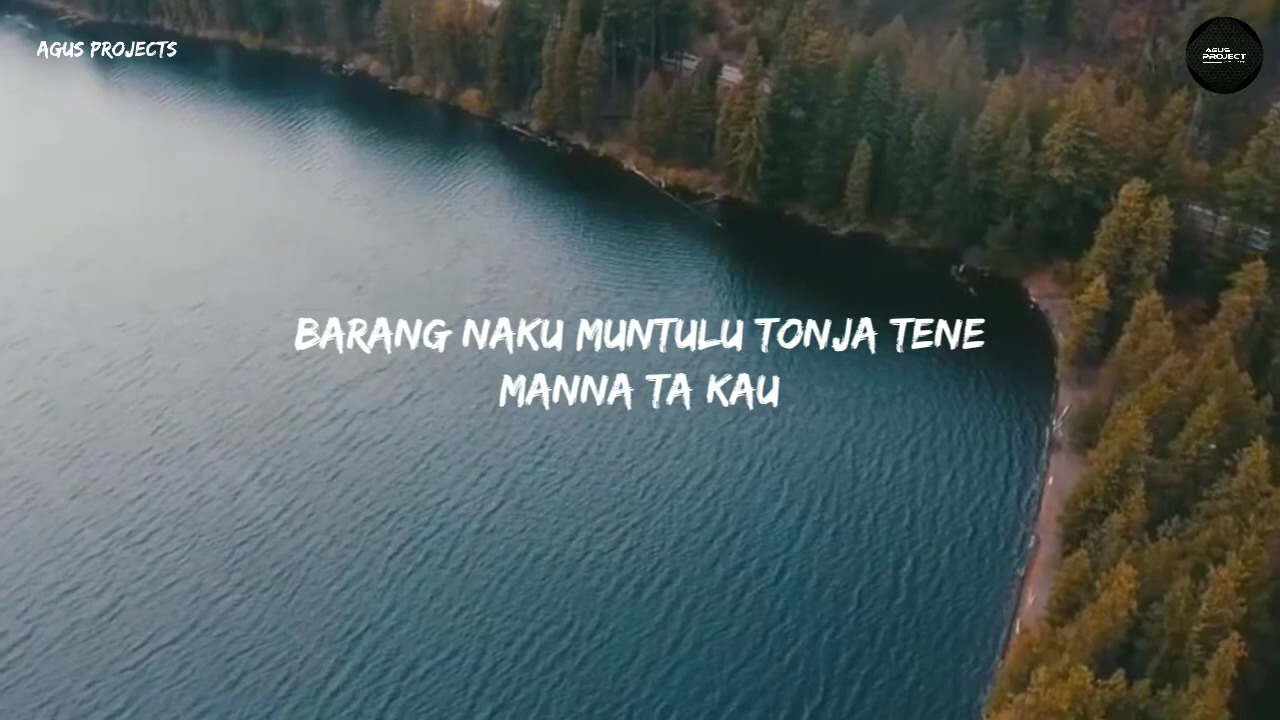 AGUS PROJECTS
AGUS
PROJECT
BARANG NAKU MUNTULU TONJA TENE
MANNA TA KAU